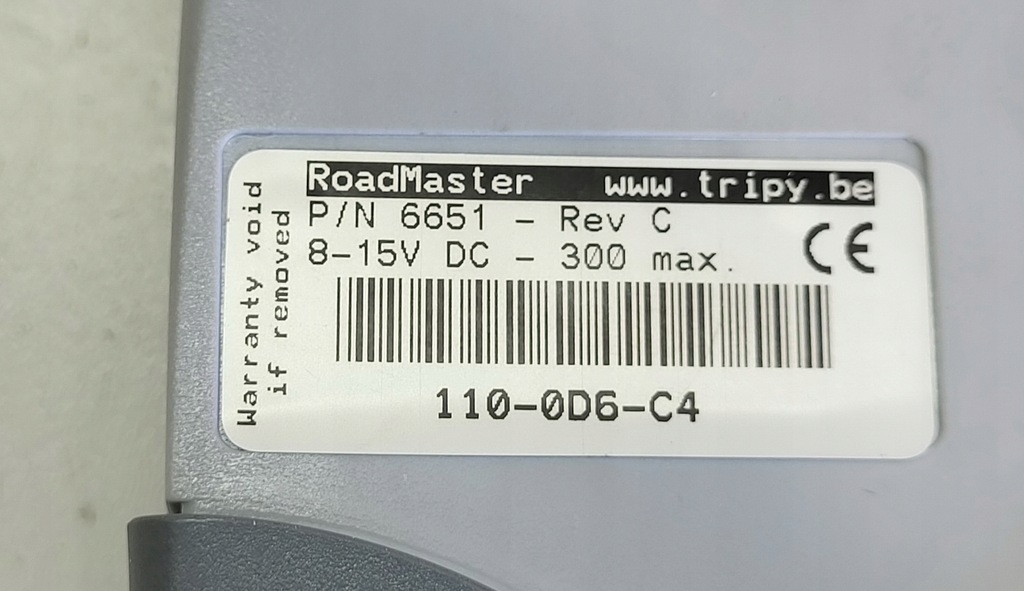 RoadMaster www.tripy.be
P/N 6651 - Rev C
8-15V DC - 300 max.
CE
110-0D6-C4
Warranty void
if removed